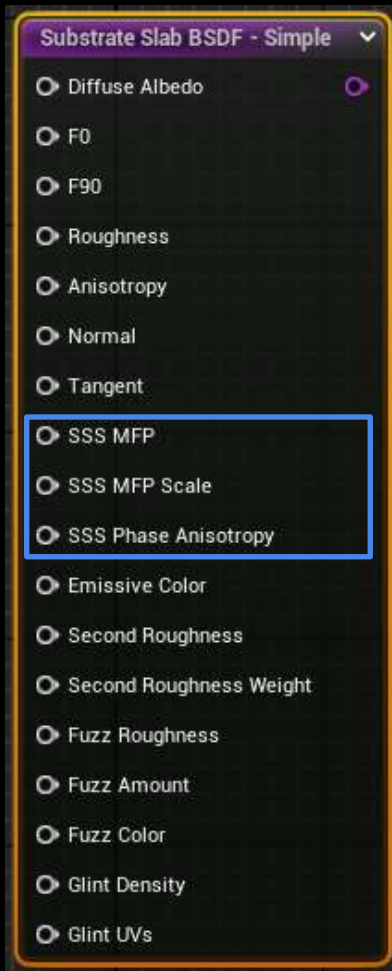 Substrate Slab BSDF - Simple
Diffuse Albedo
F0
F90
Roughness
Anisotropy
Normal
Tangent
SSS MFP
SSS MFP Scale
SSS Phase Anisotropy
Emissive Color
Second Roughness
Second Roughness Weight
Fuzz Roughness
Fuzz Amount
Fuzz Color
Glint Density
Glint UVs